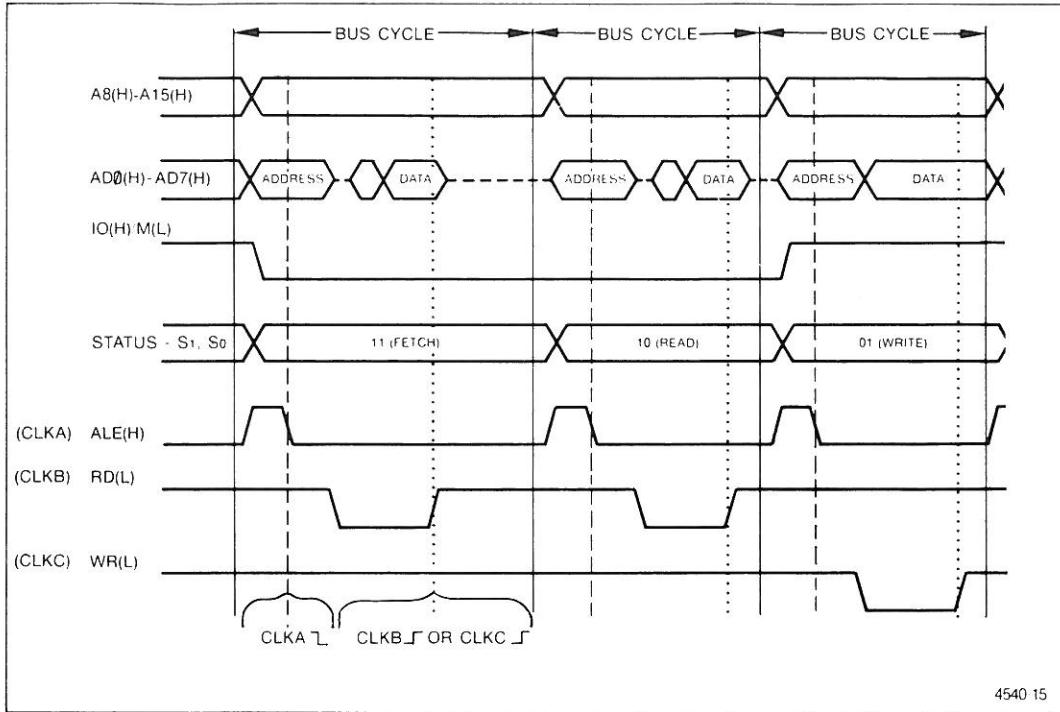 BUS CYCLE BUS CYCLE BUS CYCLE
A8(H)-A15(H)
AD0(H)-AD7(H) ADDRESS DATA ADDRESS DATA ADDRESS DATA
IO(H)/M(L)
STATUS - S1, S0 11 (FETCH) 10 (READ) 01 (WRITE)
(CLKA) ALE(H)
(CLKB) RD(L)
(CLKC) WR(L)
CLKA CLKB OR CLKC
4540-15